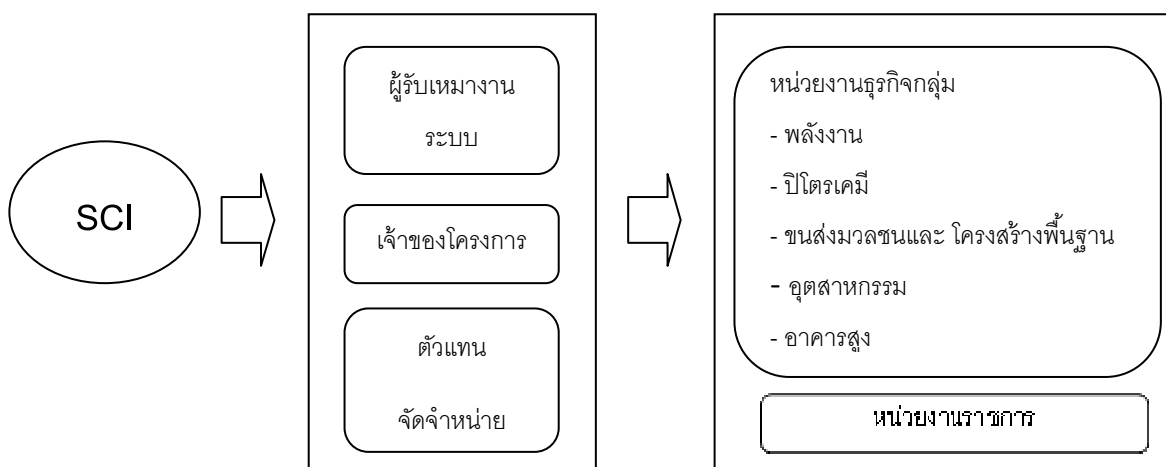 SCI
ผู้รับเหมางาน
ระบบ
เจ้าของโครงการ
ตัวแทน
จัดจำหน่าย
หน่วยงานธุรกิจกลุ่ม
- พลังงาน
- ปิโตรเคมี
- ขนส่งมวลชนและ โครงสร้างพื้นฐาน
- อุตสาหกรรม
- อาคารสูง
หน่วยงานราชการ